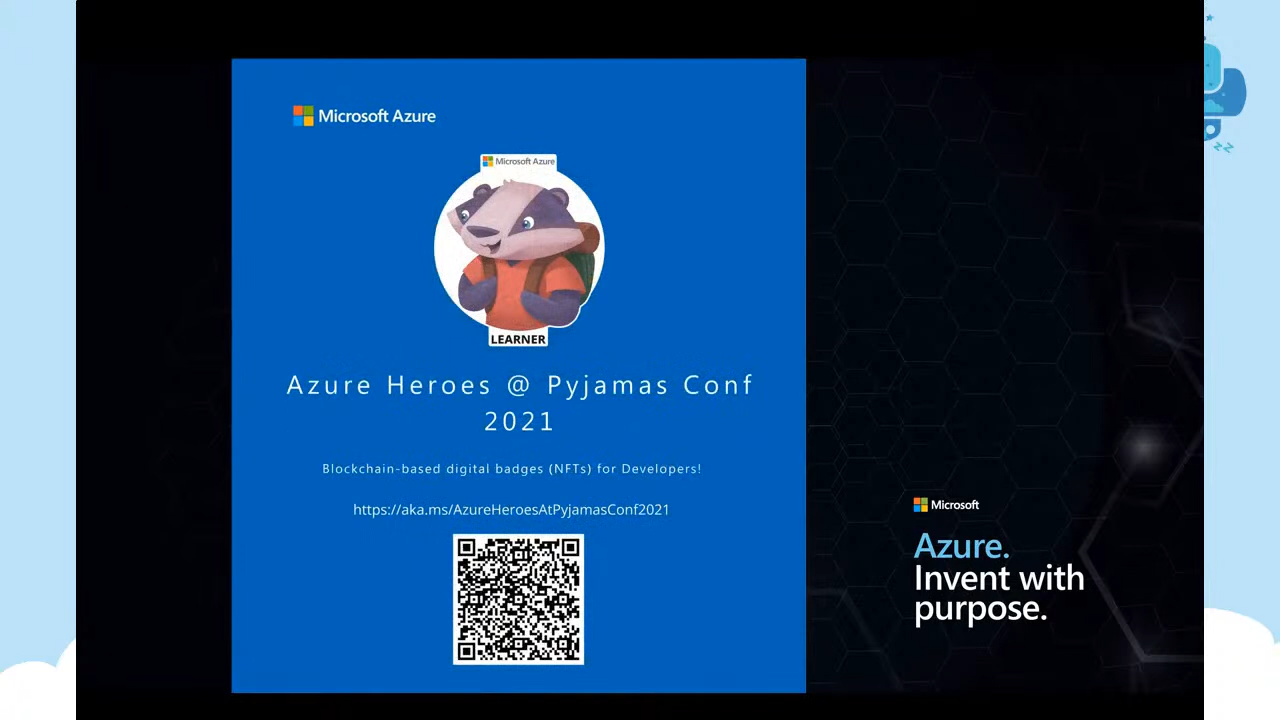 Microsoft Azure
Microsoft Azure
LEARNER
Azure Heroes @ Pyjamas Conf
2021
Blockchain-based digital badges (NFTs) for Developers!
https://aka.ms/AzureHeroesAtPyjamasConf2021
Microsoft
Azure.
Invent with
purpose.
zz